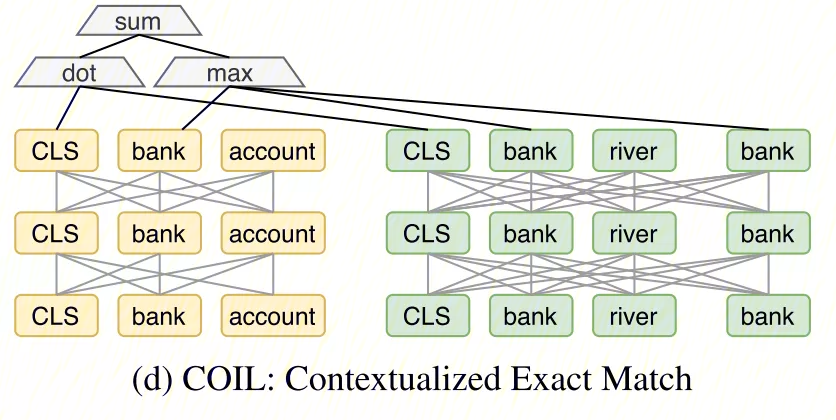 sum
dot max
CLS bank account CLS bank river bank
CLS bank account CLS bank river bank
CLS bank account CLS bank river bank
(d) COIL: Contextualized Exact Match